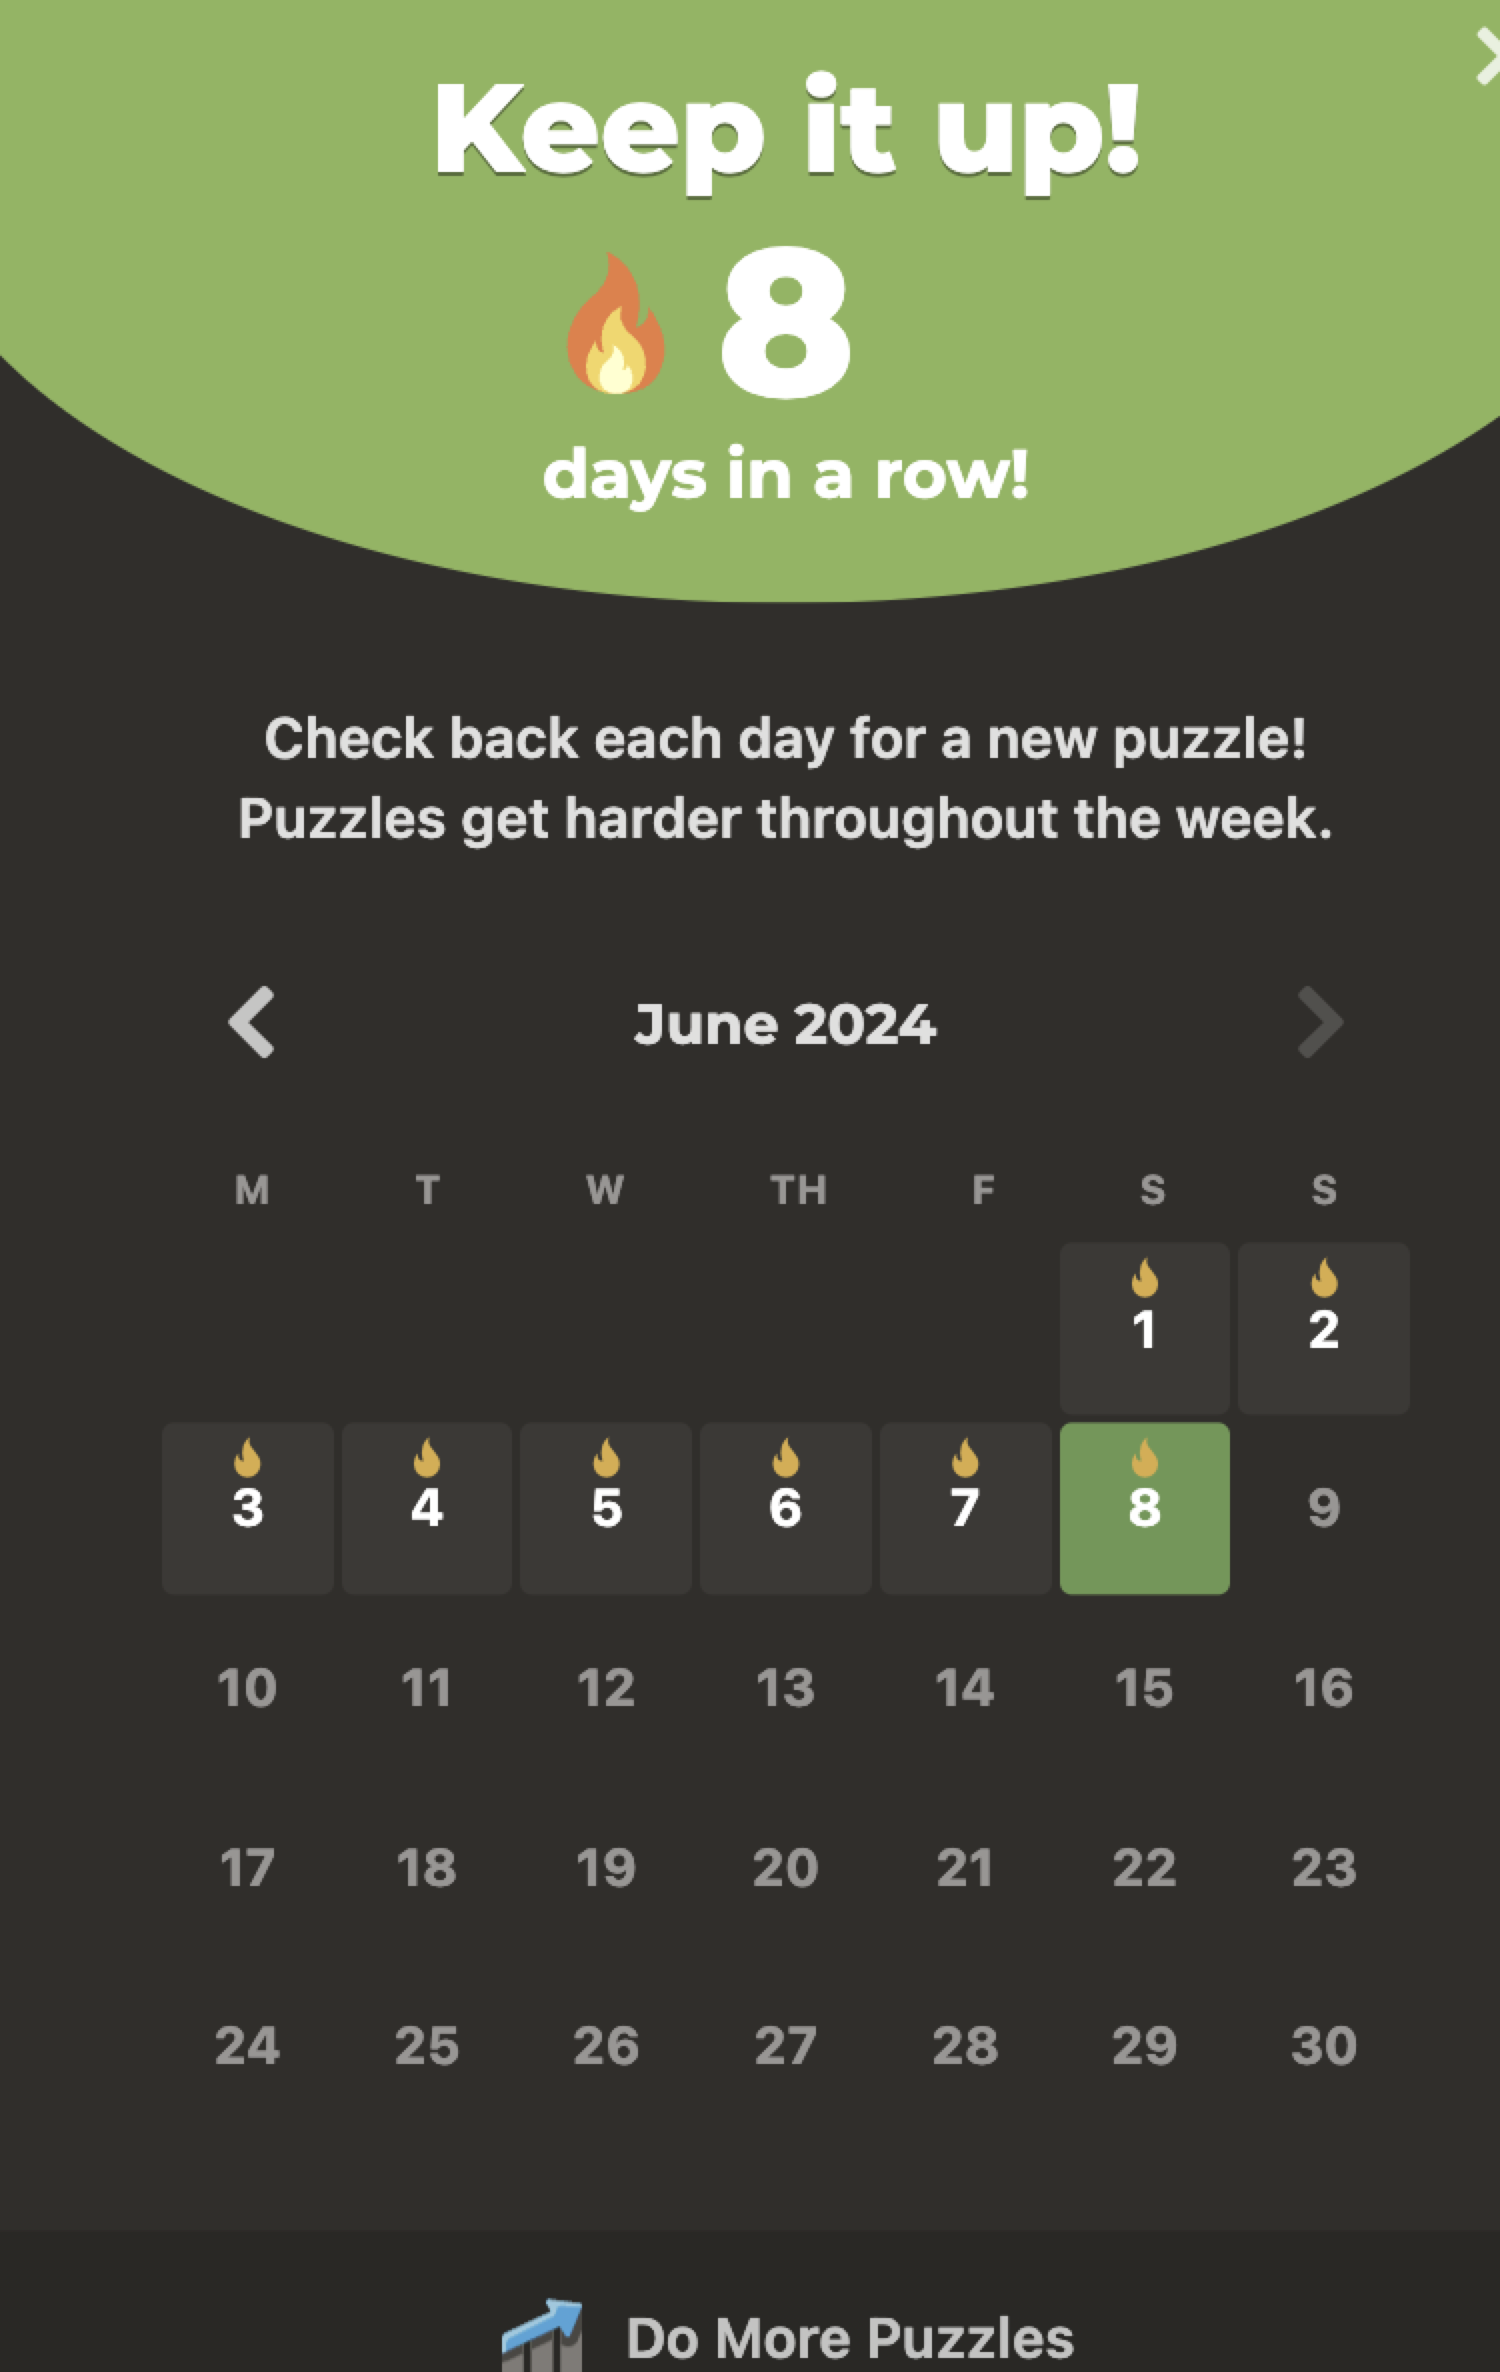 Keep it up!
8
days in a row!
Check back each day for a new puzzle!
Puzzles get harder throughout the week.
June 2024
M T W TH F S S
1 2
3 4 5 6 7 8 9
10 11 12 13 14 15 16
17 18 19 20 21 22 23
24 25 26 27 28 29 30
Do More Puzzles